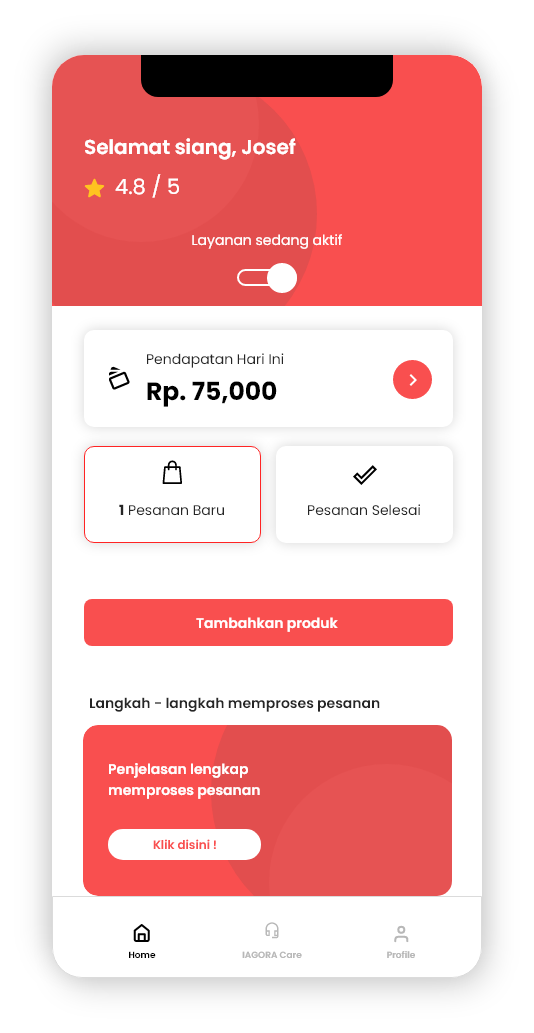 Selamat siang, Josef
4.8 / 5
Layanan sedang aktif
Pendapatan Hari Ini
Rp. 75,000
1 Pesanan Baru
Pesanan Selesai
Tambahkan produk
Langkah - langkah memproses pesanan
Penjelasan lengkap
memproses pesanan
Klik disini !
Home
IAGORA Care
Profile